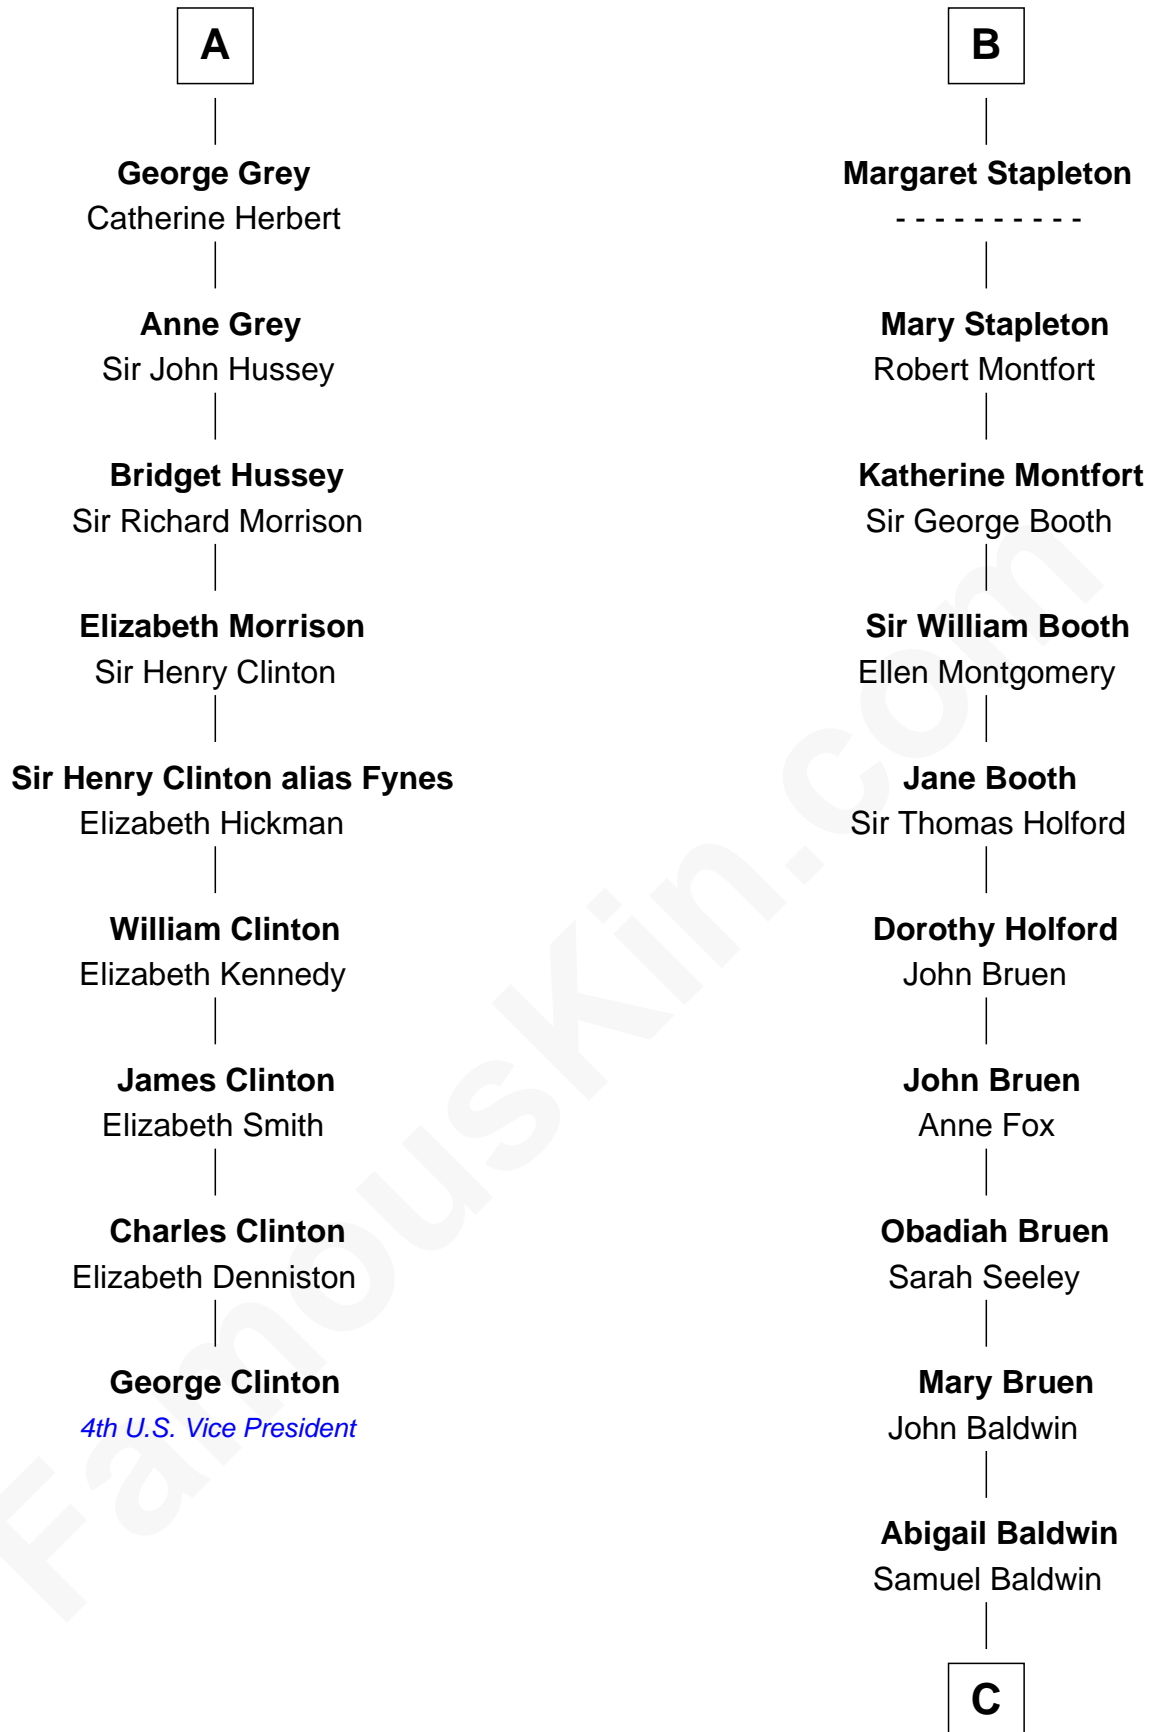 A
George Grey
Catherine Herbert
Anne Grey
Sir John Hussey
Bridget Hussey
Sir Richard Morrison
Elizabeth Morrison
Sir Henry Clinton
Sir Henry Clinton alias Fynes
Elizabeth Hickman
William Clinton
Elizabeth Kennedy
James Clinton
Elizabeth Smith
Charles Clinton
Elizabeth Denniston
George Clinton
4th U.S. Vice President
B
Margaret Stapleton
- - - - - - - - - -
Mary Stapleton
Robert Montfort
Katherine Montfort
Sir George Booth
Sir William Booth
Ellen Montgomery
Jane Booth
Sir Thomas Holford
Dorothy Holford
John Bruen
John Bruen
Anne Fox
Obadiah Bruen
Sarah Seeley
Mary Bruen
John Baldwin
Abigail Baldwin
Samuel Baldwin
C
FamousKin.com